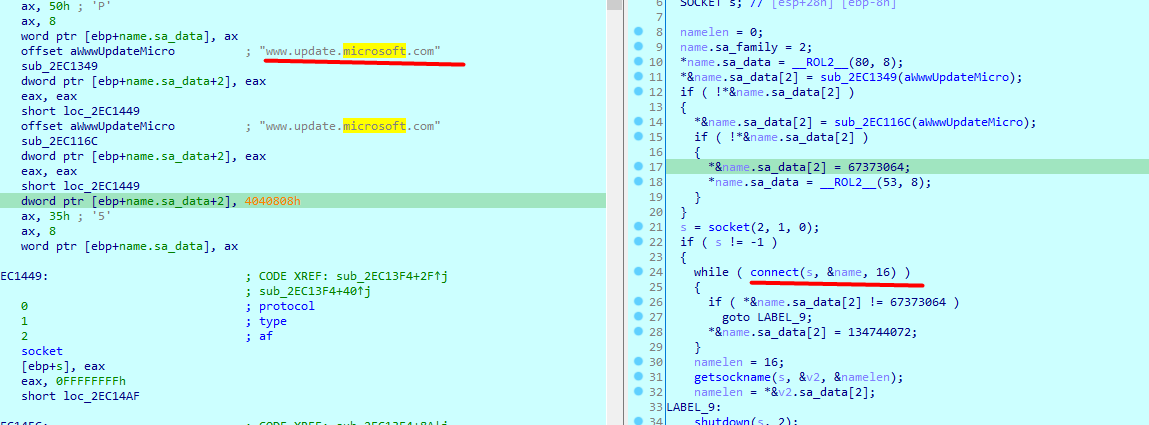 ax, 50h ; 'P'
ax, 8
word ptr [ebp+name.sa_data], ax
offset aWwwUpdateMicro ; "www.update.microsoft.com"
sub_2EC1349
dword ptr [ebp+name.sa_data+2], eax
eax, eax
short loc_2EC1449
offset aWwwUpdateMicro ; "www.update.microsoft.com"
sub_2EC116C
dword ptr [ebp+name.sa_data+2], eax
eax, eax
short loc_2EC1449
dword ptr [ebp+name.sa_data+2], 4040808h
ax, 35h ; '5'
ax, 8
word ptr [ebp+name.sa_data], ax
EC1449: ; CODE XREF: sub_2EC13F4+2F↑j
; sub_2EC13F4+40↑j
0 ; protocol
1 ; type
2 ; af
socket
[ebp+s], eax
eax, 0FFFFFFFFh
short loc_2EC14AF
6 SOCKET s; // [esp+28h] [ebp-8h]
7
8 namelen = 0;
9 name.sa_family = 2;
10 *name.sa_data = __ROL2__(80, 8);
11 *&name.sa_data[2] = sub_2EC1349(aWwwUpdateMicro);
12 if ( !*&name.sa_data[2] )
13 {
14 *&name.sa_data[2] = sub_2EC116C(aWwwUpdateMicro);
15 if ( !*&name.sa_data[2] )
16 {
17 *&name.sa_data[2] = 67373064;
18 *name.sa_data = __ROL2__(53, 8);
19 }
20 }
21 s = socket(2, 1, 0);
22 if ( s != -1 )
23 {
24 while ( connect(s, &name, 16) )
25 {
26 if ( *&name.sa_data[2] != 67373064 )
27 goto LABEL_9;
28 *&name.sa_data[2] = 134744072;
29 }
30 namelen = 16;
31 getsockname(s, &v2, &namelen);
32 namelen = *&v2.sa_data[2];
33 LABEL_9:
34 shutdown(s, 2);